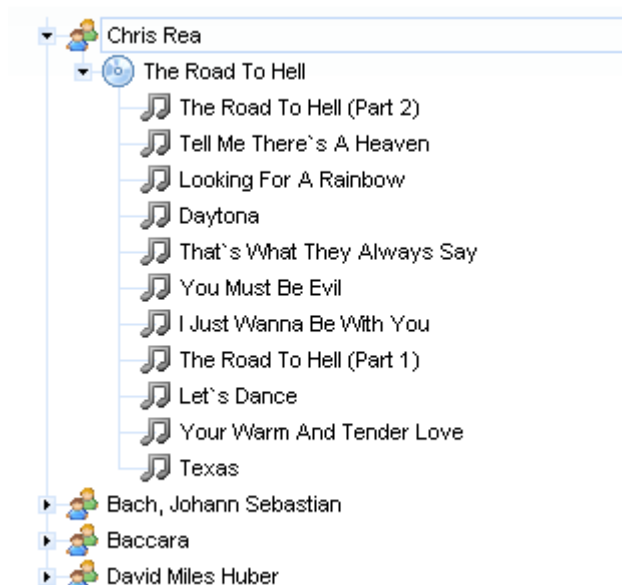 Chris Rea
The Road To Hell
The Road To Hell (Part 2)
Tell Me There`s A Heaven
Looking For A Rainbow
Daytona
That`s What They Always Say
You Must Be Evil
I Just Wanna Be With You
The Road To Hell (Part 1)
Let`s Dance
Your Warm And Tender Love
Texas
Bach, Johann Sebastian
Baccara
David Miles Huber